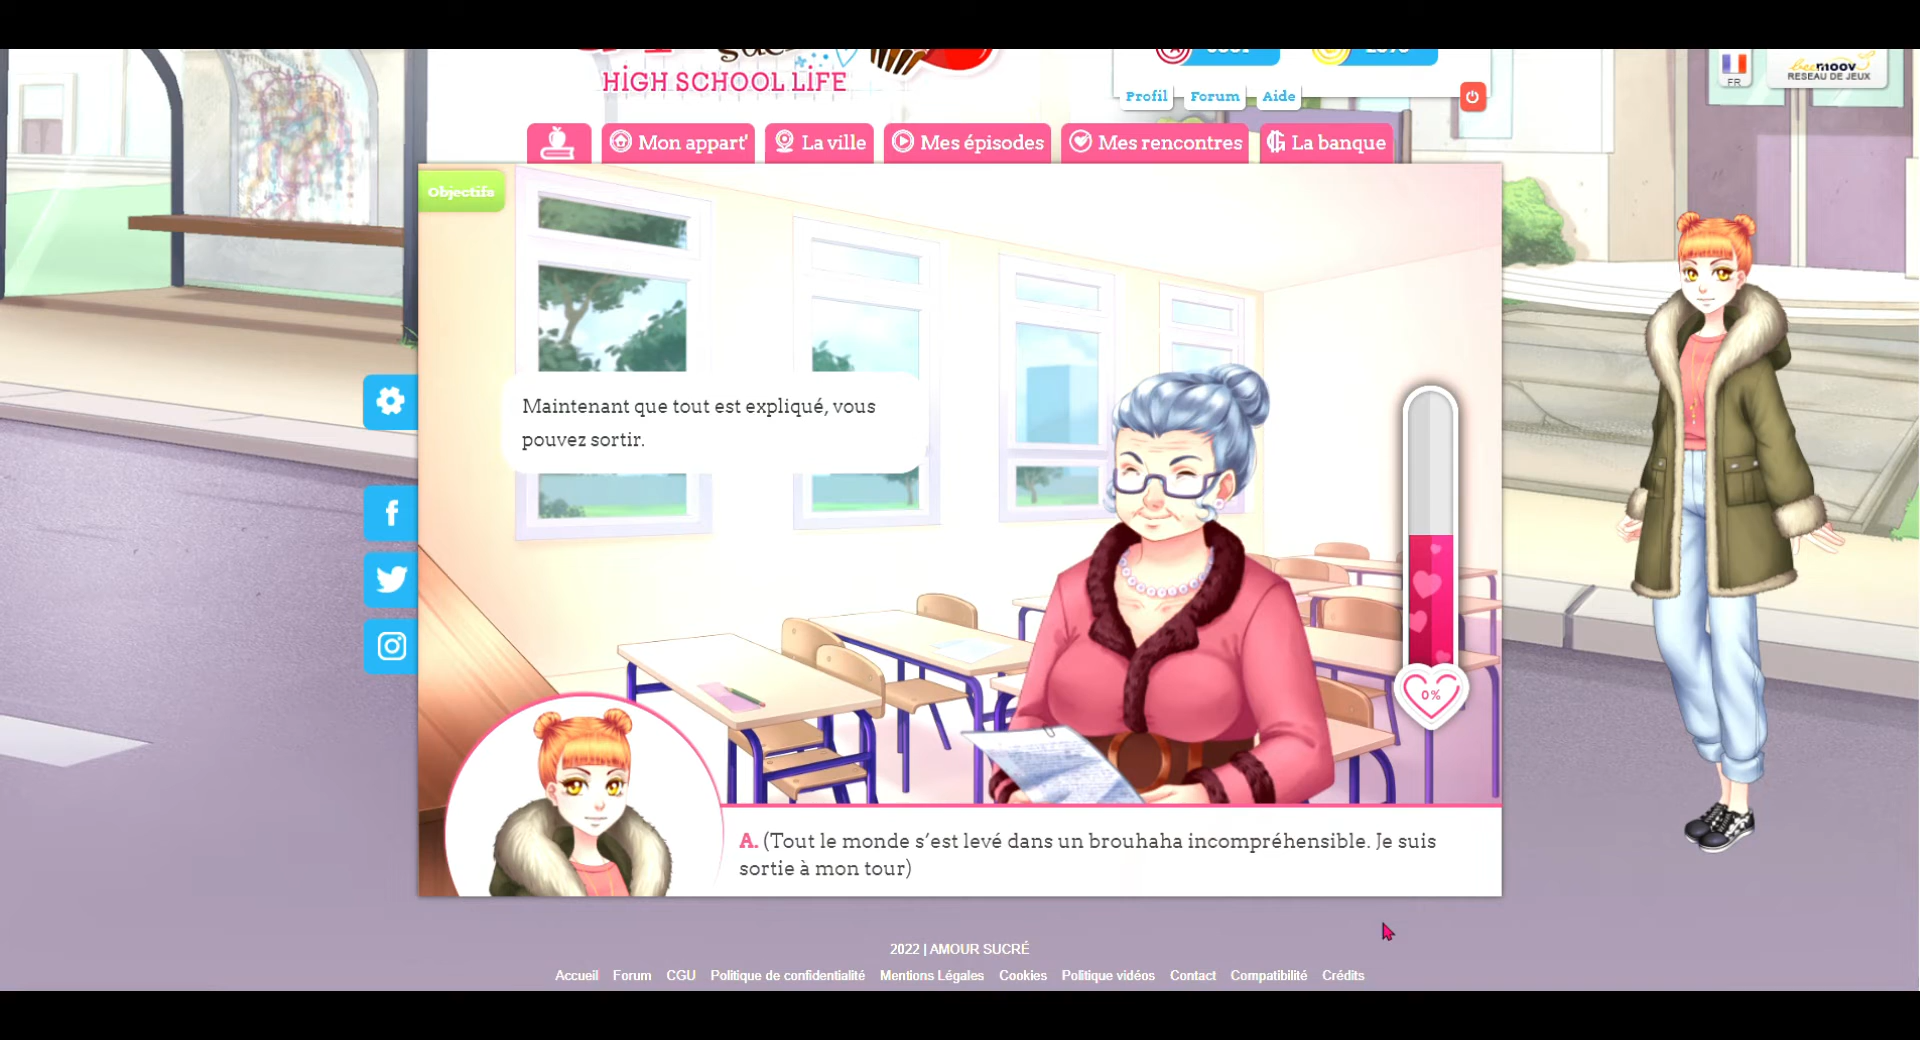 HIGH SCHOOL LIFE
FR
beemoov
RESEAU DE JEUX
Profil
Forum
Aide
Mon appart'
La ville
Mes épisodes
Mes rencontres
La banque
Objectifs
Maintenant que tout est expliqué, vous
pouvez sortir.
0%
A. (Tout le monde s’est levé dans un brouhaha incompréhensible. Je suis
sortie à mon tour)
2022 | AMOUR SUCRÉ
Accueil Forum CGU Politique de confidentialité Mentions Légales Cookies Politique vidéos Contact Compatibilité Crédits